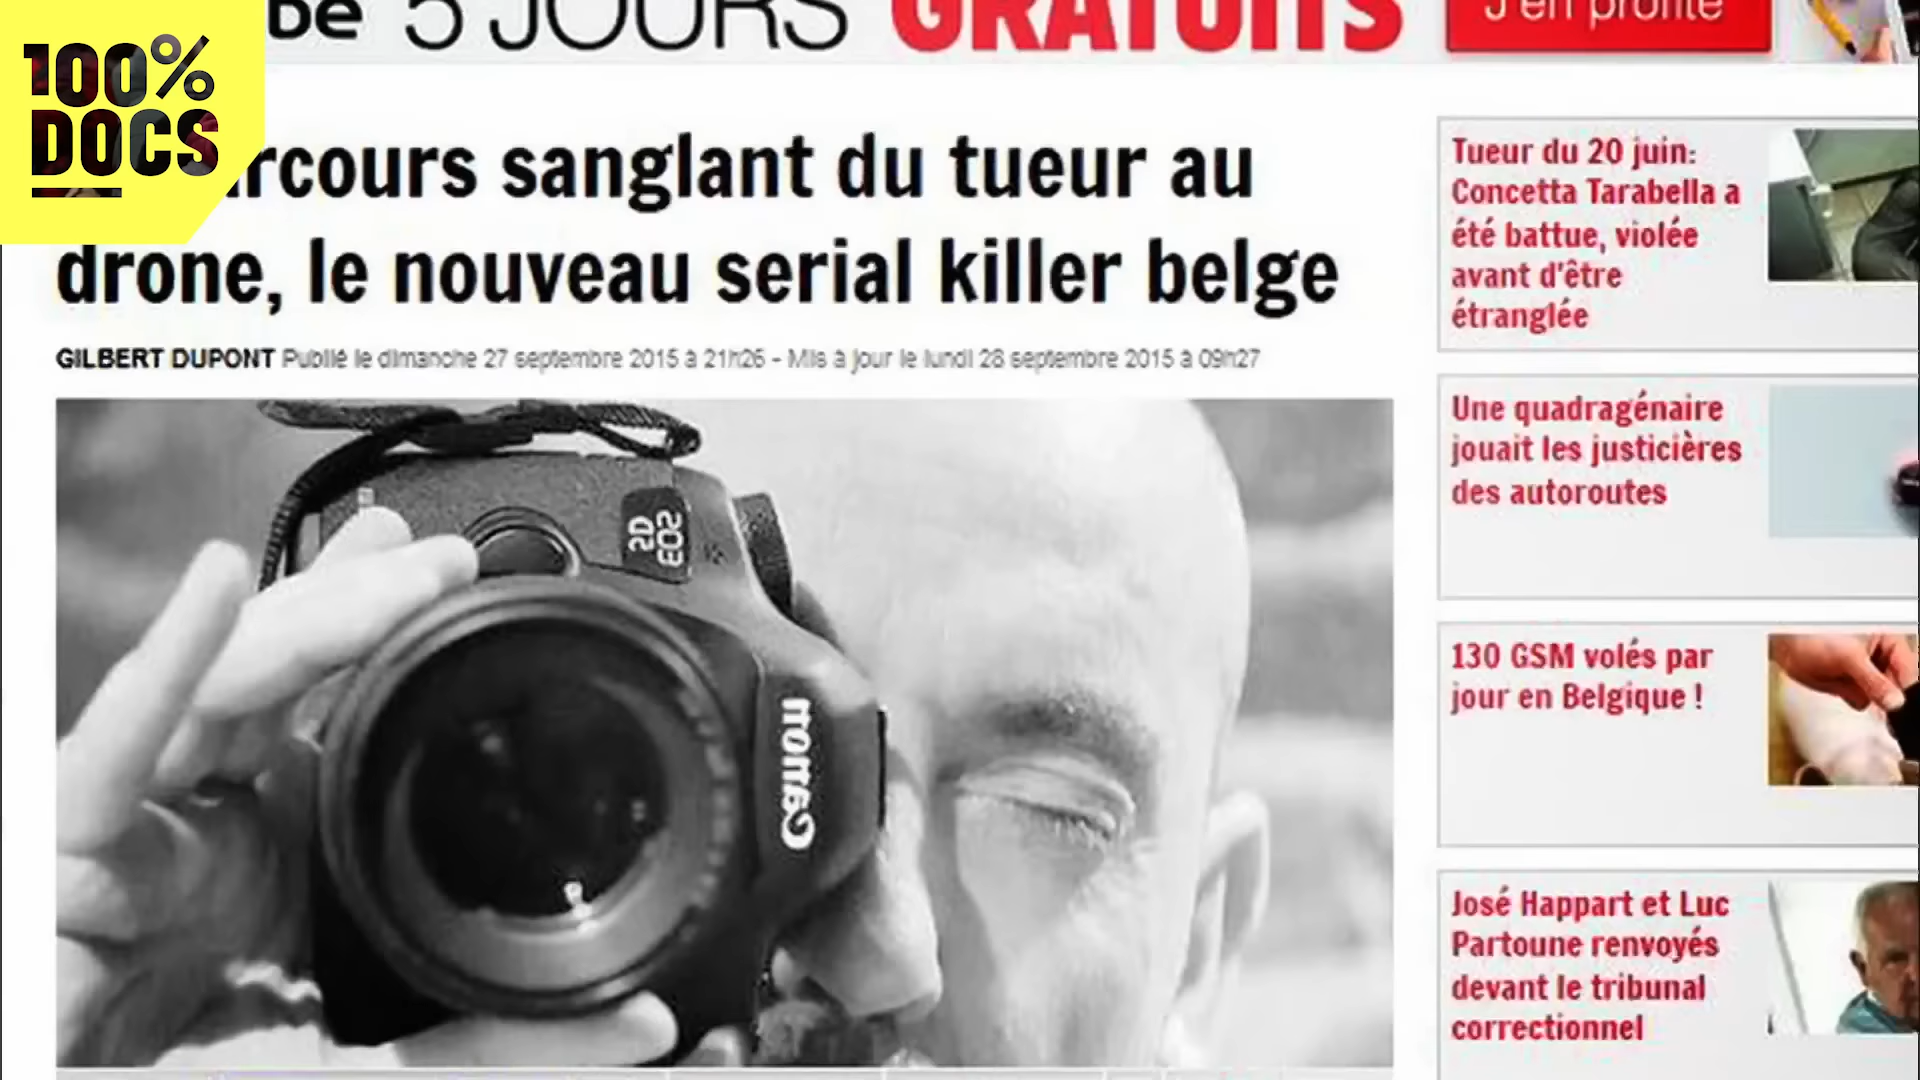 be 5 JOURS GRATUITS
J'en profite
100%
DOCS
rcours sanglant du tueur au
drone, le nouveau serial killer belge
GILBERT DUPONT Publié le dimanche 27 septembre 2015 à 21h26 - Mis à jour le lundi 28 septembre 2015 à 09h27
EOS
5D
Canon
Tueur du 20 juin:
Concetta Tarabella a
été battue, violée
avant d'être
étranglée
Une quadragénaire
jouait les justicières
des autoroutes
130 GSM volés par
jour en Belgique !
José Happart et Luc
Partoune renvoyés
devant le tribunal
correctionnel